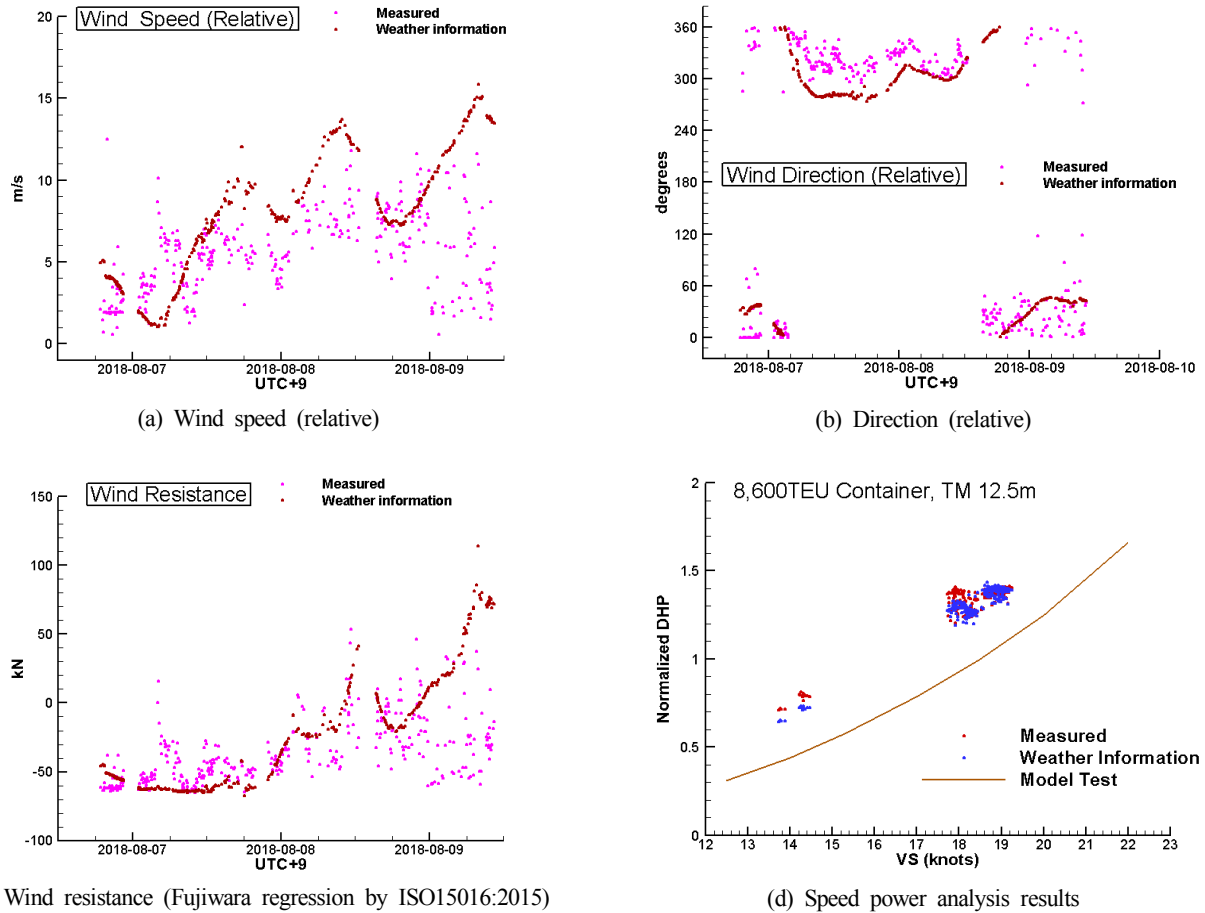 Wind Speed (Relative)
Measured
Weather information
20
15
10
5
0
m/s
2018-08-07
2018-08-08
2018-08-09
UTC+9
(a) Wind speed (relative)
360
300
240
180
120
60
0
degrees
Wind Direction (Relative)
Measured
Weather information
2018-08-07
2018-08-08
2018-08-09
2018-08-10
UTC+9
(b) Direction (relative)
Wind Resistance
Measured
Weather information
150
100
50
0
-50
-100
kN
2018-08-07
2018-08-08
2018-08-09
UTC+9
Wind resistance (Fujiwara regression by ISO15016:2015)
8,600TEU Container, TM 12.5m
2
1.5
1
0.5
0
Normalized DHP
Measured
Weather Information
Model Test
12 13 14 15 16 17 18 19 20 21 22 23
VS (knots)
(d) Speed power analysis results